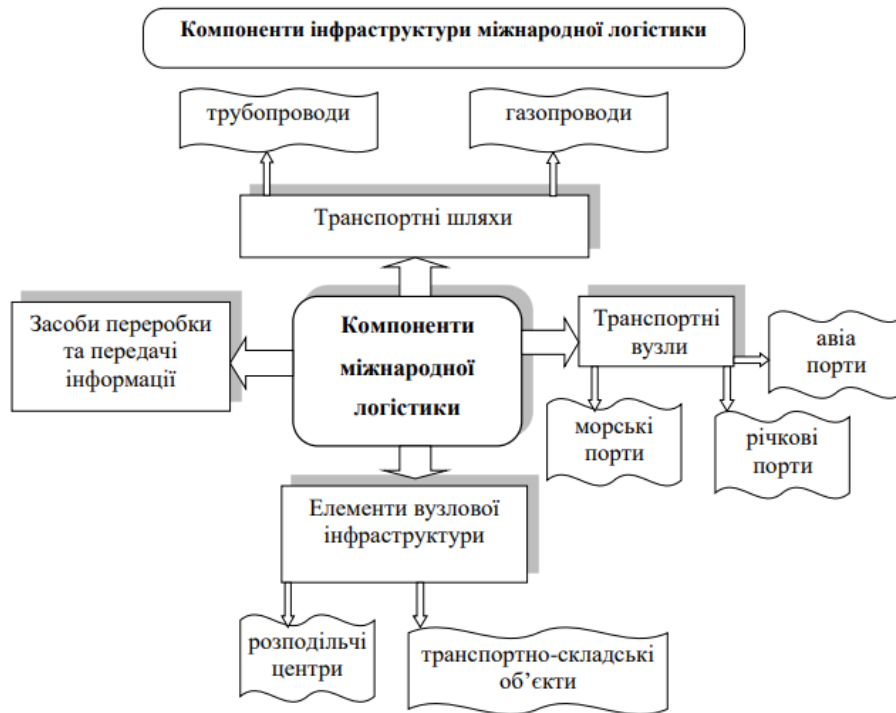 Компоненти інфраструктури міжнародної логістики
трубопроводи
газопроводи
Транспортні шляхи
Засоби переробки
та передачі
інформації
Компоненти
міжнародної
логістики
Транспортні
вузли
авіа
порти
морські
порти
річкові
порти
Елементи вузлової
інфраструктури
розподільчі
центри
транспортно-складські
об’єкти